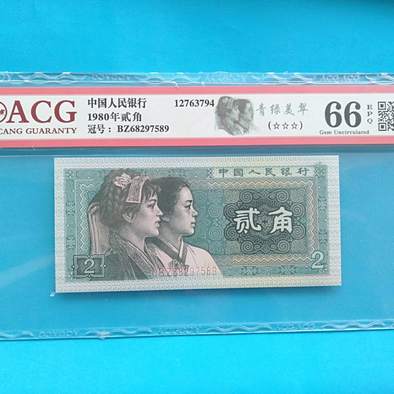 ACG
CANG GUARANTY
中国人民银行 12763794
1980年贰角
冠号：BZ68297589
青绿美翠
(☆☆☆)
66 EPQ
Gem Uncirculated
中国人民银行
贰角
2
BZ68297589
2